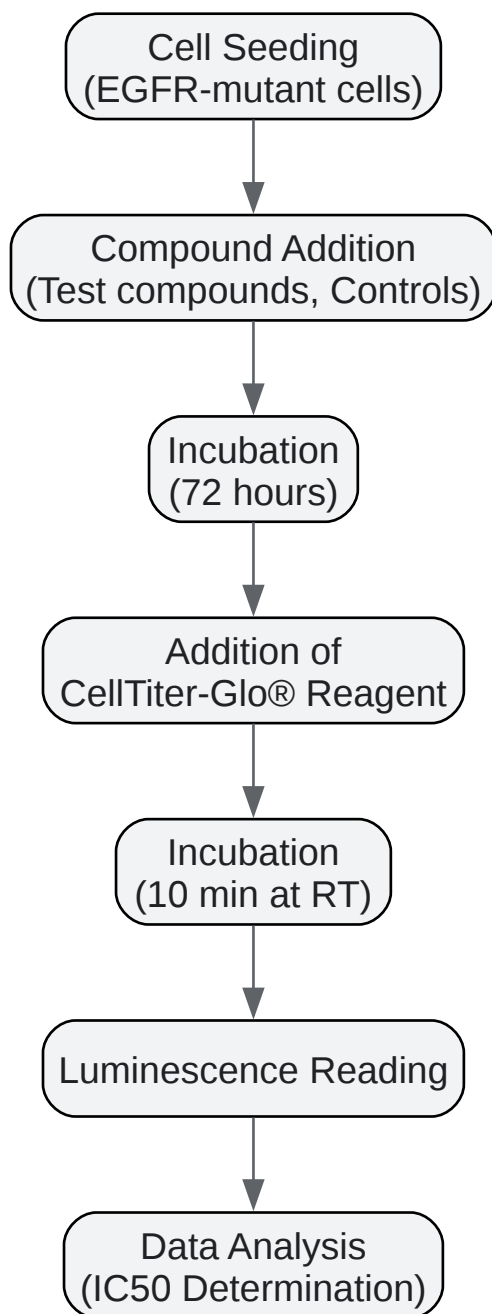 Cell Seeding
(EGFR-mutant cells)
Compound Addition
(Test compounds, Controls)
Incubation
(72 hours)
Addition of
CellTiter-Glo® Reagent
Incubation
(10 min at RT)
Luminescence Reading
Data Analysis
(IC50 Determination)